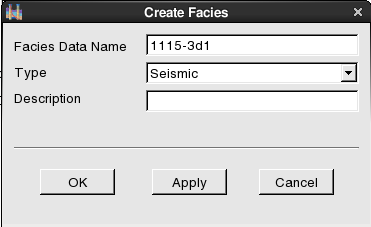 Create Facies
Facies Data Name 1115-3d1
Type Seismic
Description
OK Apply Cancel